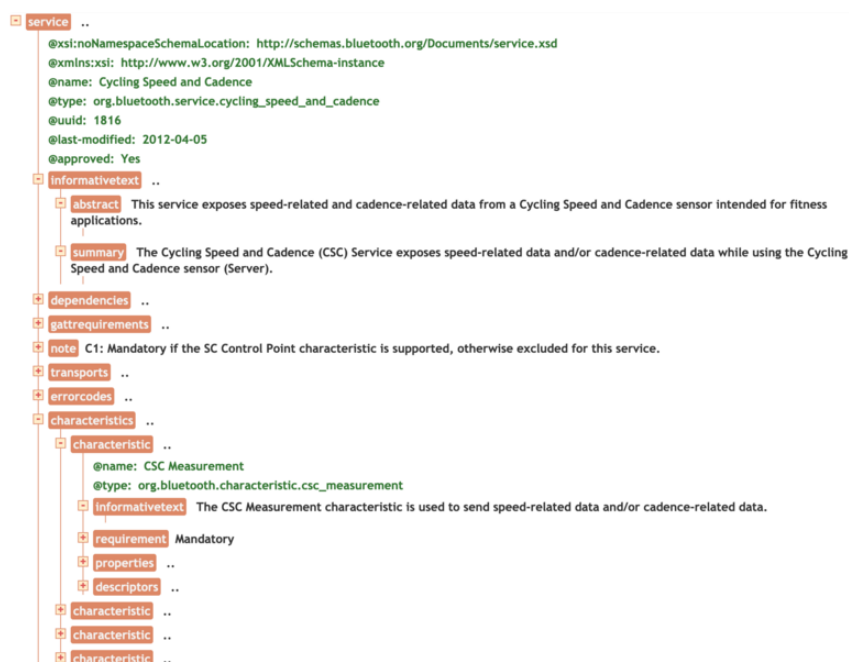 service ..
@xsi:noNamespaceSchemaLocation: http://schemas.bluetooth.org/Documents/service.xsd
@xmlns:xsi: http://www.w3.org/2001/XMLSchema-instance
@name: Cycling Speed and Cadence
@type: org.bluetooth.service.cycling_speed_and_cadence
@uuid: 1816
@last-modified: 2012-04-05
@approved: Yes
informativetext ..
abstract This service exposes speed-related and cadence-related data from a Cycling Speed and Cadence sensor intended for fitness
applications.
summary The Cycling Speed and Cadence (CSC) Service exposes speed-related data and/or cadence-related data while using the Cycling
Speed and Cadence sensor (Server).
dependencies ..
gattrequirements ..
note C1: Mandatory if the SC Control Point characteristic is supported, otherwise excluded for this service.
transports ..
errorcodes ..
characteristics ..
characteristic ..
@name: CSC Measurement
@type: org.bluetooth.characteristic.csc_measurement
informativetext The CSC Measurement characteristic is used to send speed-related data and/or cadence-related data.
requirement Mandatory
properties ..
descriptors ..
characteristic ..
characteristic ..
characteristic ..